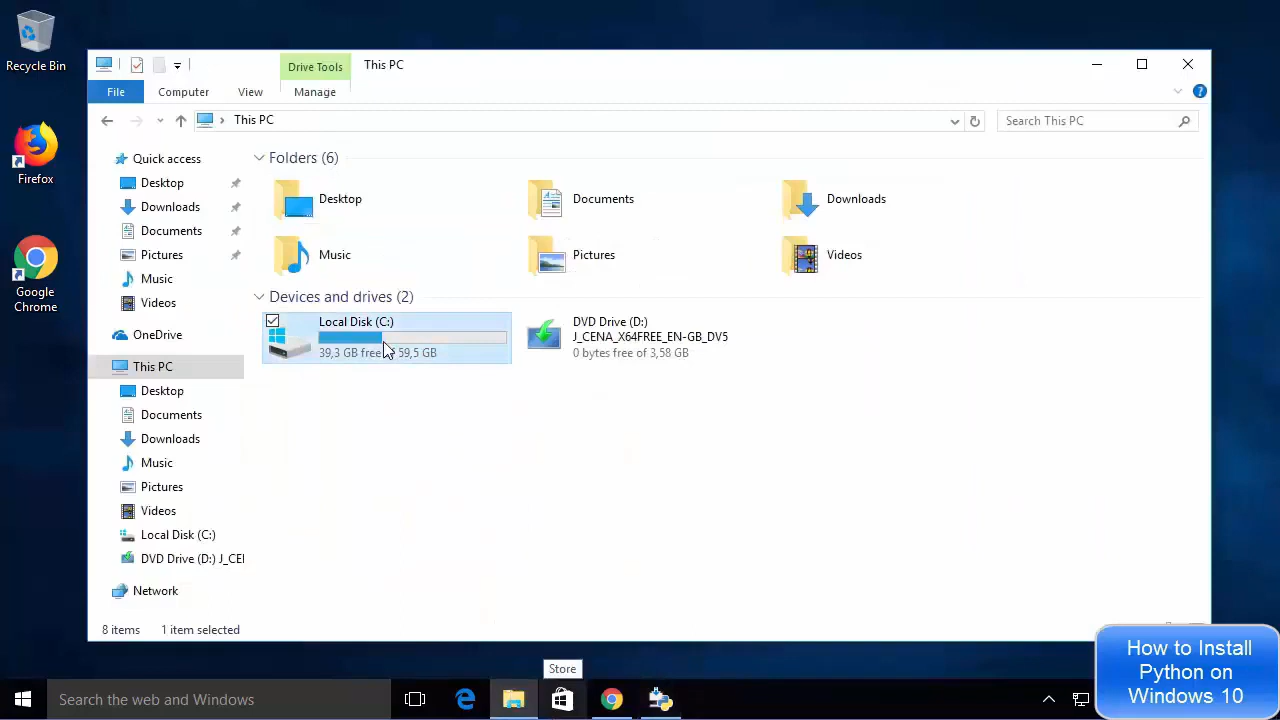 Recycle Bin
Firefox
Google
Chrome
Drive Tools
This PC
File
Computer
View
Manage
This PC
Search This PC
Quick access
Desktop
Downloads
Documents
Pictures
Music
Videos
OneDrive
This PC
Desktop
Documents
Downloads
Music
Pictures
Videos
Local Disk (C:)
DVD Drive (D:) J_CEI
Network
Folders (6)
Desktop
Documents
Downloads
Music
Pictures
Videos
Devices and drives (2)
Local Disk (C:)
39,3 GB free 59,5 GB
DVD Drive (D:)
J_CENA_X64FREE_EN-GB_DV5
0 bytes free of 3,58 GB
8 items
1 item selected
Store
Search the web and Windows
How to Install
Python on
Windows 10